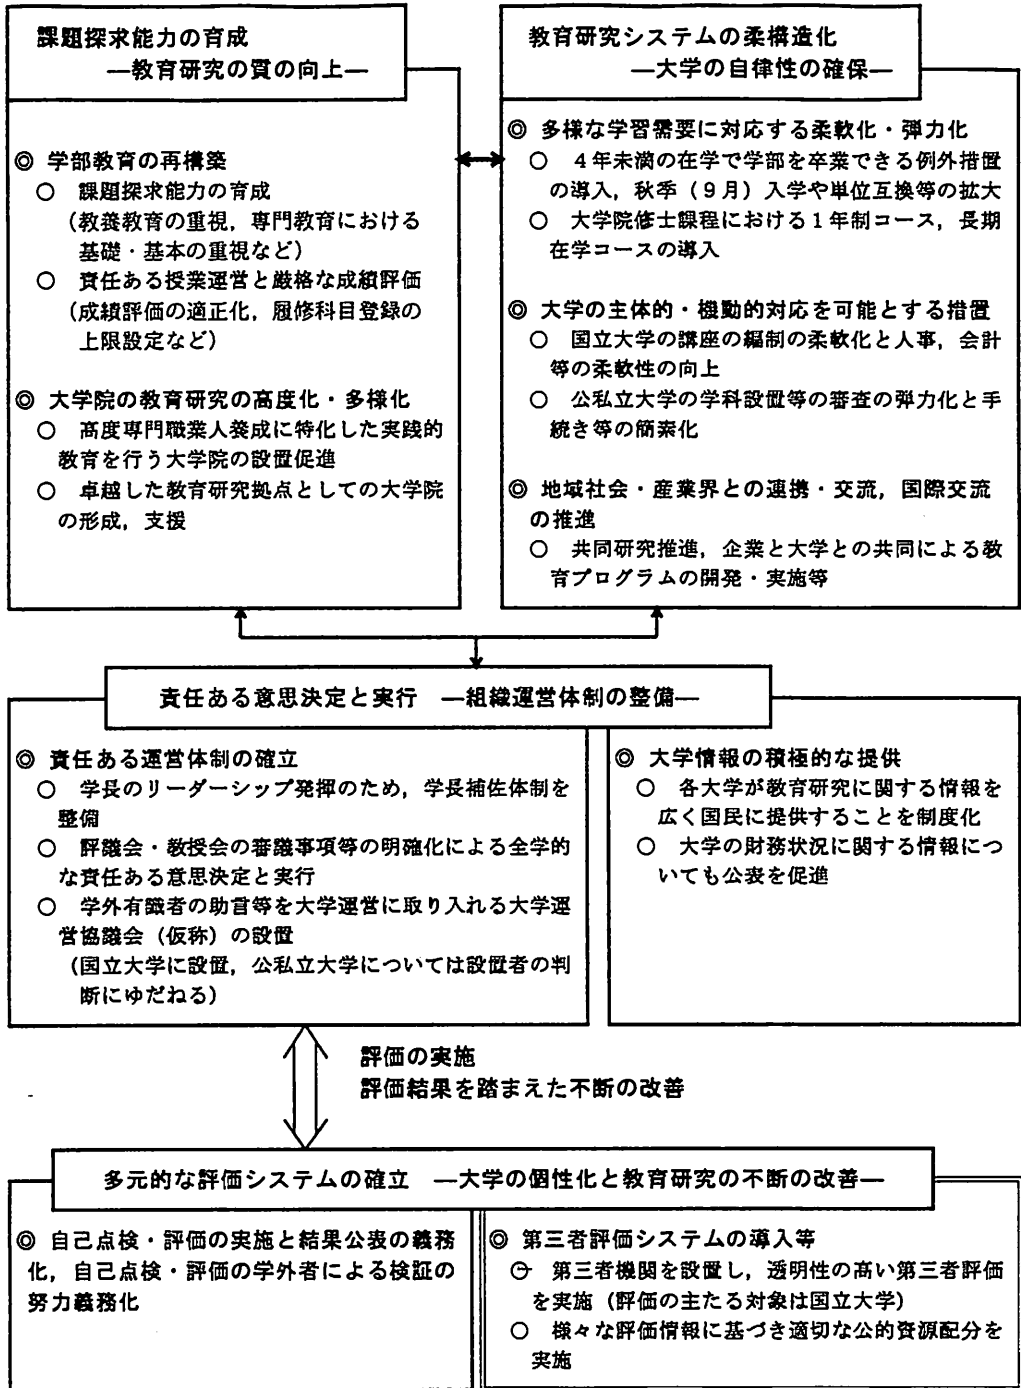 課題探求能力の育成
―教育研究の質の向上―
◎ 学部教育の再構築
○ 課題探求能力の育成
(教養教育の重視，専門教育における
基礎・基本の重視など)
○ 責任ある授業運営と厳格な成績評価
(成績評価の適正化，履修科目登録の
上限設定など)
◎ 大学院の教育研究の高度化・多様化
○ 高度専門職業人養成に特化した実践的
教育を行う大学院の設置促進
○ 卓越した教育研究拠点としての大学院
の形成，支援
教育研究システムの柔構造化
―大学の自律性の確保―
◎ 多様な学習需要に対応する柔軟化・弾力化
○ 4年未満の在学で学部を卒業できる例外措置
の導入，秋季（9月）入学や単位互換等の拡大
○ 大学院修士課程における1年制コース，長期
在学コースの導入
◎ 大学の主体的・機動的対応を可能とする措置
○ 国立大学の講座の編制の柔軟化と人事，会計
等の柔軟性の向上
○ 公私立大学の学科設置等の審査の弾力化と手
続き等の簡素化
◎ 地域社会・産業界との連携・交流，国際交流
の推進
○ 共同研究推進，企業と大学との共同による教
育プログラムの開発・実施等
責任ある意思決定と実行 ―組織運営体制の整備―
◎ 責任ある運営体制の確立
○ 学長のリーダーシップ発揮のため，学長補佐体制を
整備
○ 評議会・教授会の審議事項等の明確化による全学的
な責任ある意思決定と実行
○ 学外有識者の助言等を大学運営に取り入れる大学運
営協議会（仮称）の設置
(国立大学に設置，公私立大学については設置者の判
断にゆだねる)
◎ 大学情報の積極的な提供
○ 各大学が教育研究に関する情報を
広く国民に提供することを制度化
○ 大学の財務状況に関する情報につ
いても公表を促進
評価の実施
評価結果を踏まえた不断の改善
多元的な評価システムの確立 ―大学の個性化と教育研究の不断の改善―
◎ 自己点検・評価の実施と結果公表の義務
化，自己点検・評価の学外者による検証の
努力義務化
◎ 第三者評価システムの導入等
○ 第三者機関を設置し，透明性の高い第三者評価
を実施（評価の主たる対象は国立大学）
○ 様々な評価情報に基づき適切な公的資源配分を
実施